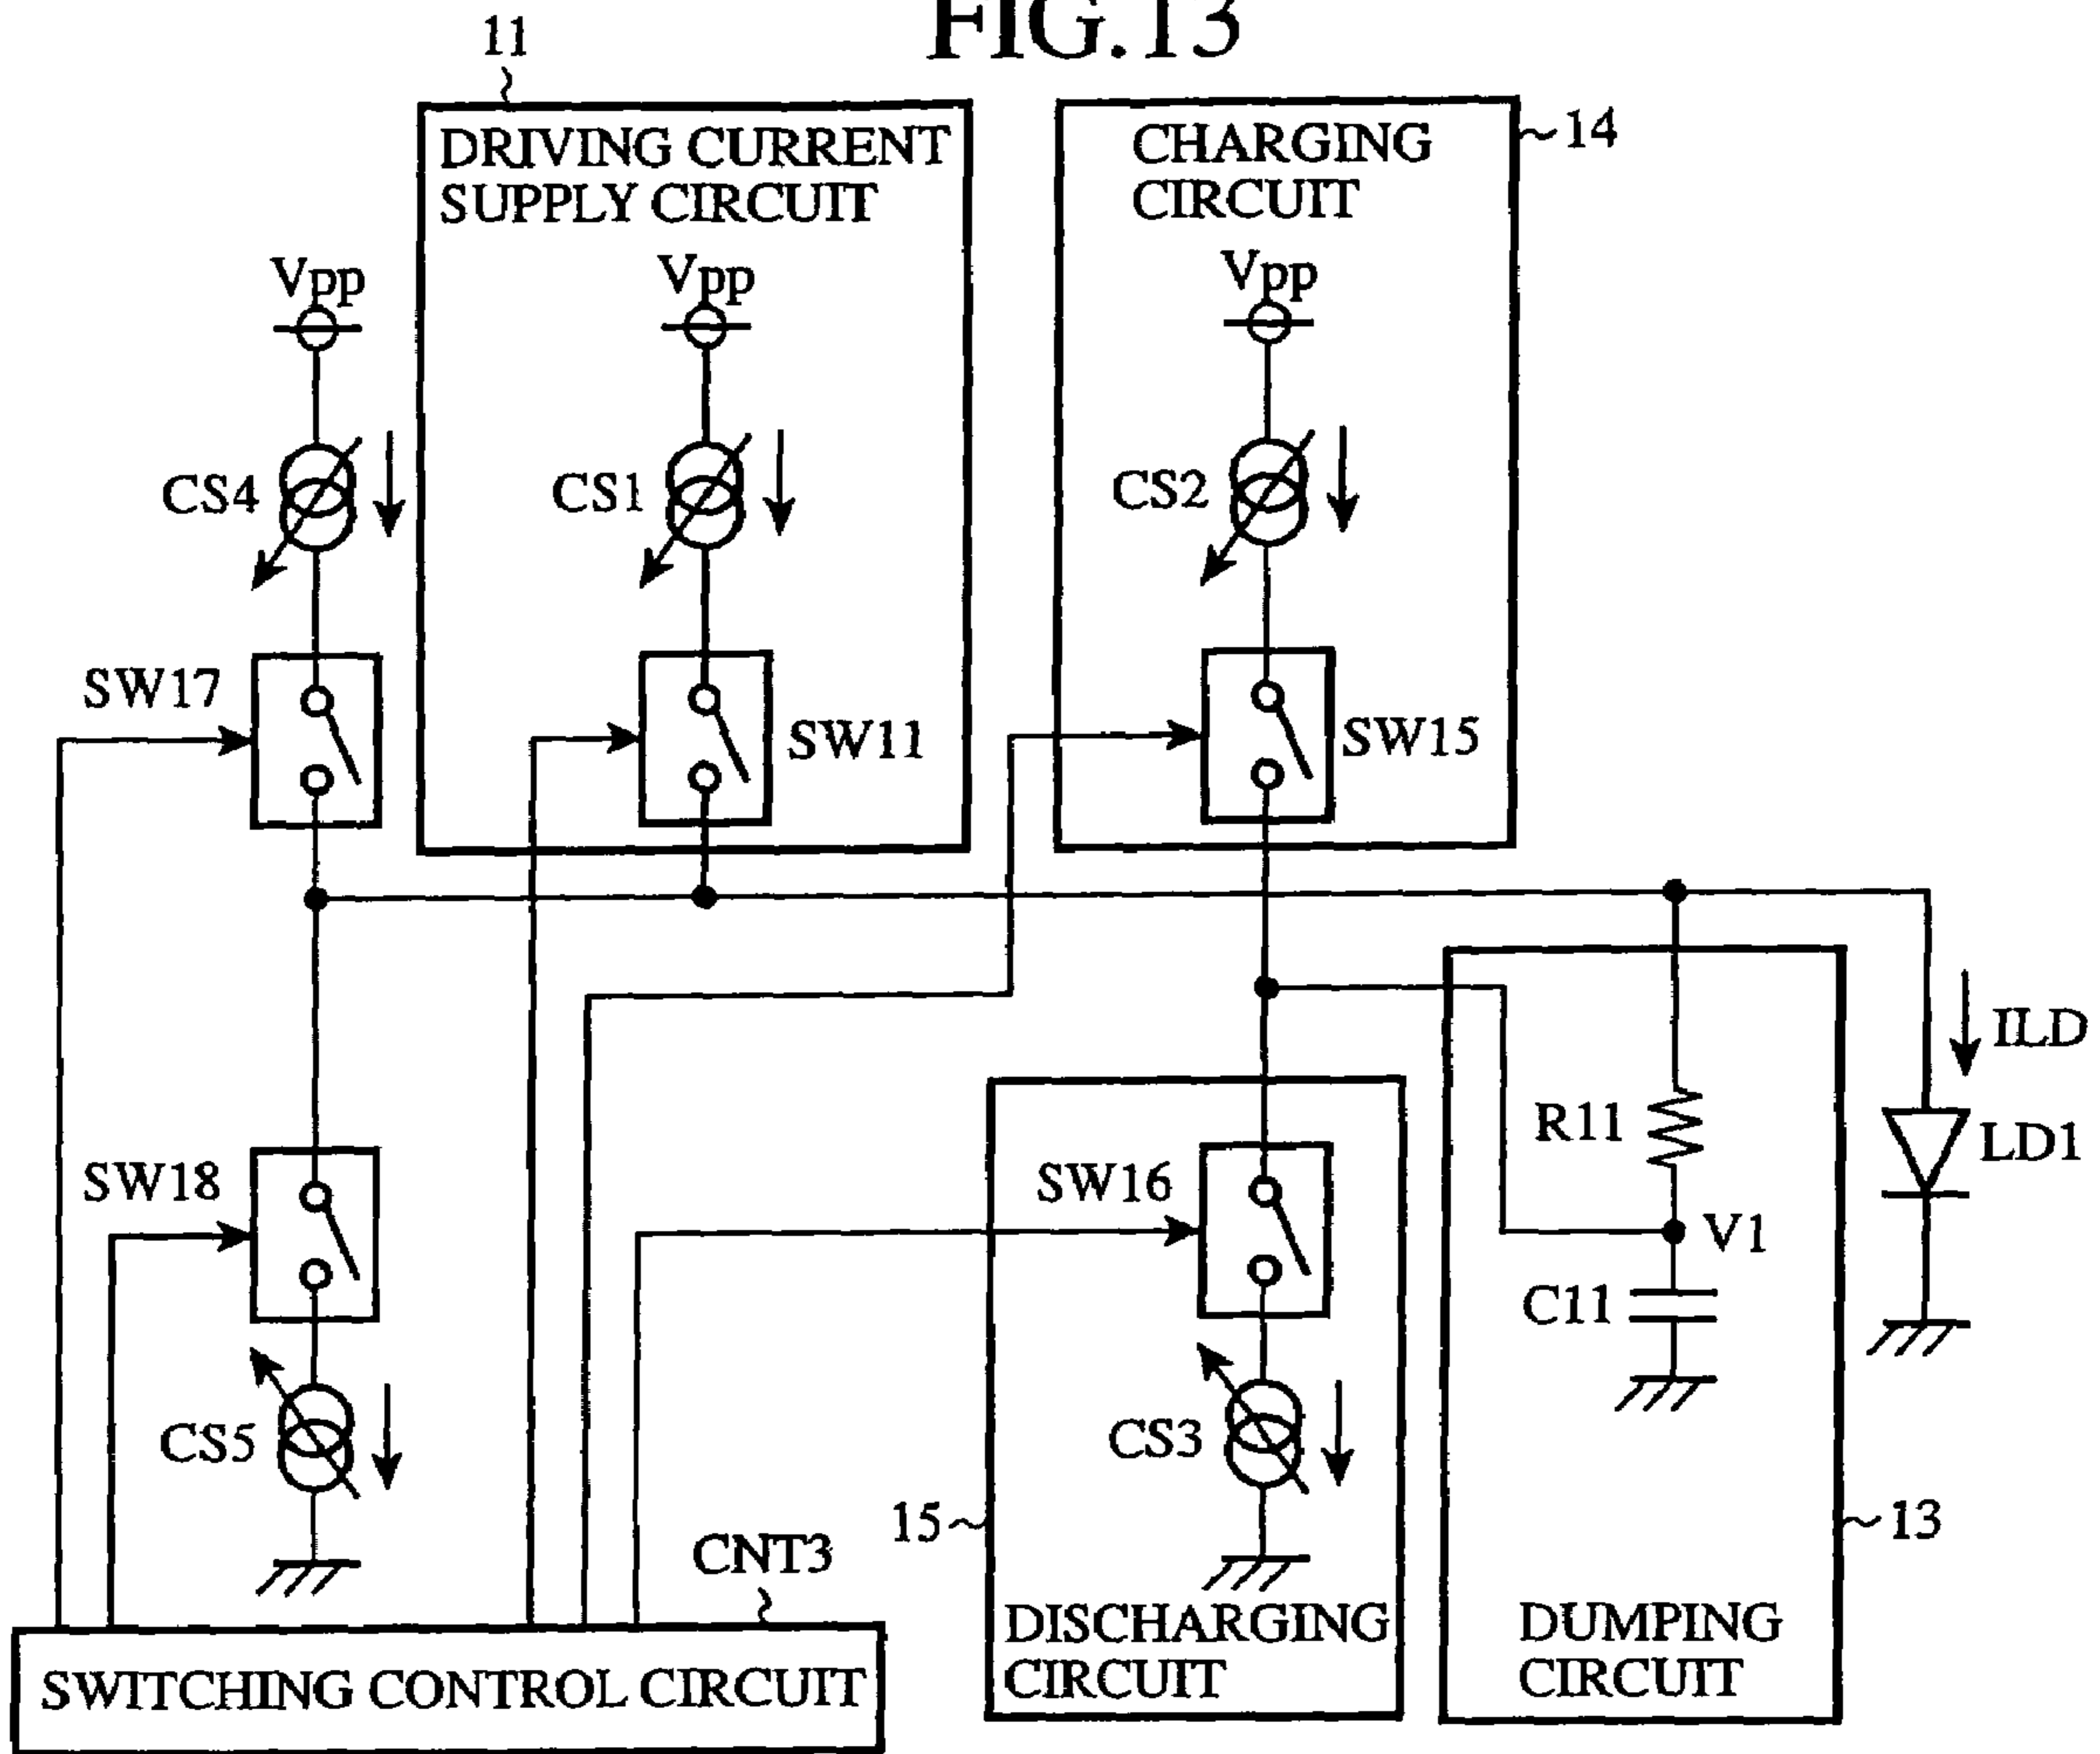 FIG.13
11
DRIVING CURRENT
SUPPLY CIRCUIT
CHARGING
CIRCUIT
14
Vpp
Vpp
Vpp
CS4
CS1
CS2
SW17
SW11
SW15
ILD
R11
LD1
SW18
SW16
V1
C11
CS5
CS3
15
13
CNT3
DISCHARGING
CIRCUIT
DUMPING
CIRCUIT
SWITCHING CONTROL CIRCUIT